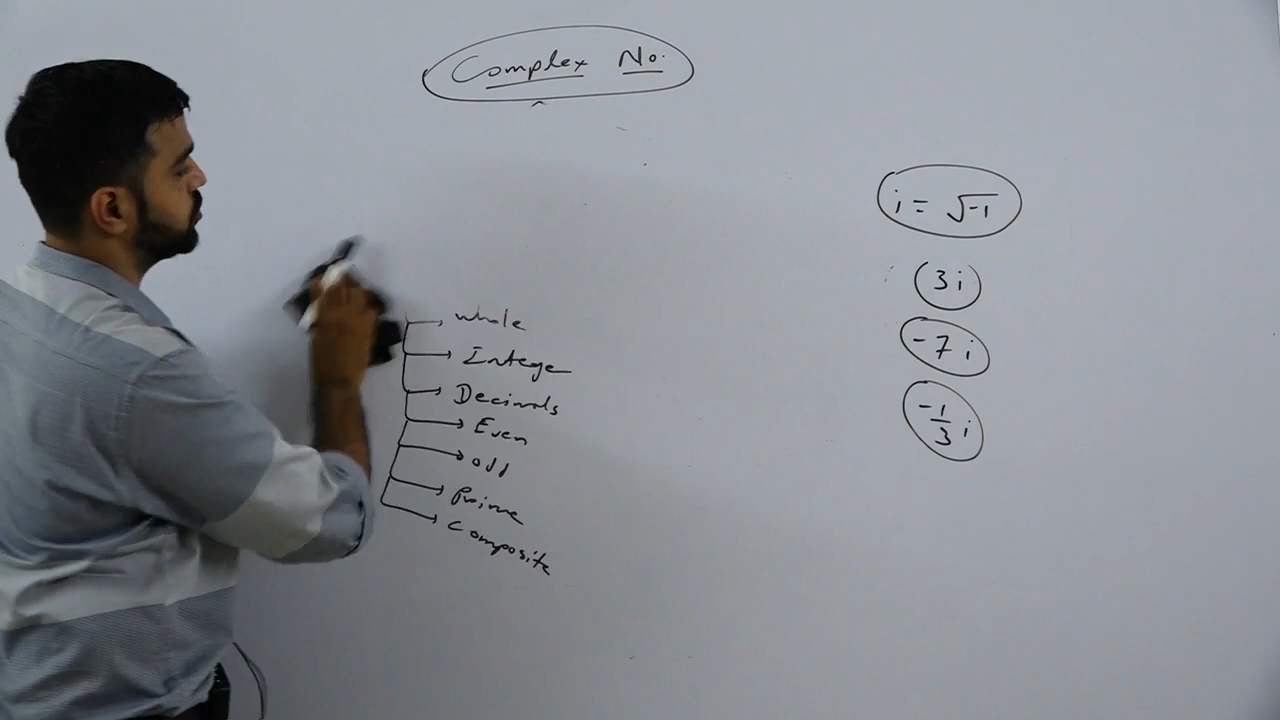 Complex No.
whole
Intege
Decimals
Even
odd
Prime
Composite
i = √-1
3i
-7i
-1/3 i